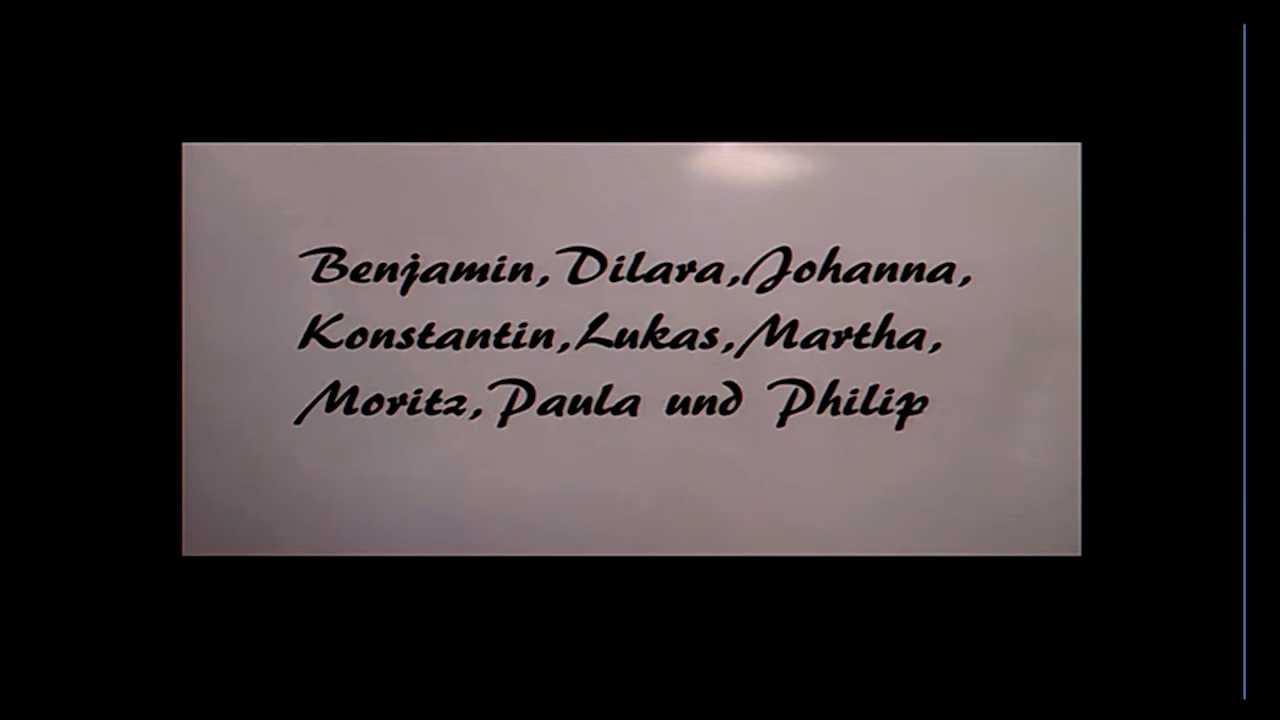 Benjamin, Dilara, Johanna,
Konstantin, Lukas, Martha,
Moritz, Paula und Philip